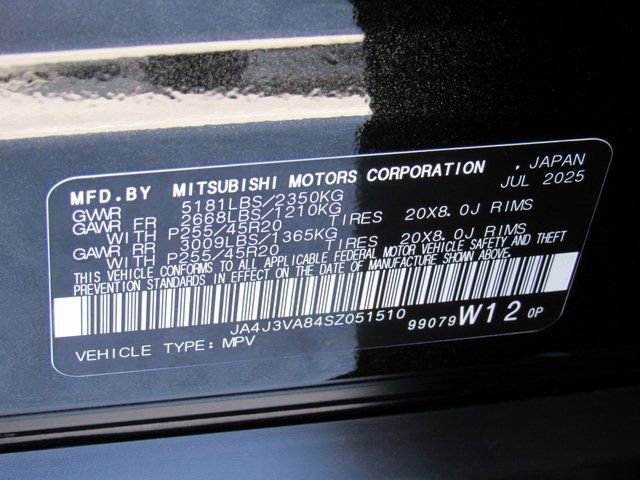 MFD.BY MITSUBISHI MOTORS CORPORATION , JAPAN
GVWR 5181LBS/2350KG JUL 2025
GAWR FR 2668LBS/1210KG
WITH P255/45R20 TIRES 20X8.0J RIMS
GAWR RR 3009LBS/1365KG
WITH P255/45R20 TIRES 20X8.0J RIMS
THIS VEHICLE CONFORMS TO ALL APPLICABLE FEDERAL MOTOR VEHICLE SAFETY AND THEFT
PREVENTION STANDARDS IN EFFECT ON THE DATE OF MANUFACTURE SHOWN ABOVE.
JA4J3VA84SZ051510 99079 W12 0P
VEHICLE TYPE: MPV